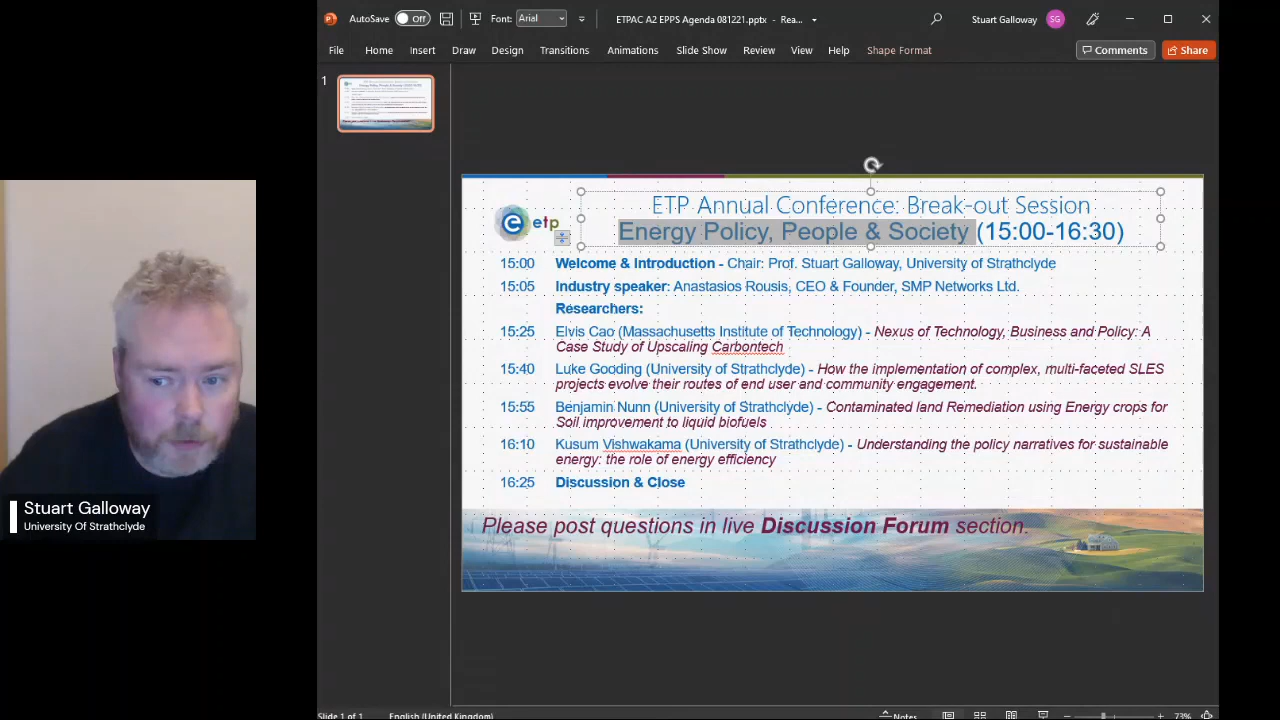 AutoSave Off Font: Arial ETPAC A2 EPPS Agenda 081221.pptx - Rea... Stuart Galloway SG
File Home Insert Draw Design Transitions Animations Slide Show Review View Help Shape Format Comments Share
1
ETP Annual Conference: Break-out Session
etp
Energy Policy, People & Society (15:00-16:30)
15:00 Welcome & Introduction - Chair: Prof. Stuart Galloway, University of Strathclyde
15:05 Industry speaker: Anastasios Rousis, CEO & Founder, SMP Networks Ltd.
Researchers:
15:25 Elvis Cao (Massachusetts Institute of Technology) - Nexus of Technology, Business and Policy: A
Case Study of Upscaling Carbontech
15:40 Luke Gooding (University of Strathclyde) - How the implementation of complex, multi-faceted SLES
projects evolve their routes of end user and community engagement.
15:55 Benjamin Nunn (University of Strathclyde) - Contaminated land Remediation using Energy crops for
Soil improvement to liquid biofuels
16:10 Kusum Vishwakama (University of Strathclyde) - Understanding the policy narratives for sustainable
energy: the role of energy efficiency
16:25 Discussion & Close
Please post questions in live Discussion Forum section.
Stuart Galloway
University Of Strathclyde
Slide 1 of 1 English (United Kingdom) Notes 73%